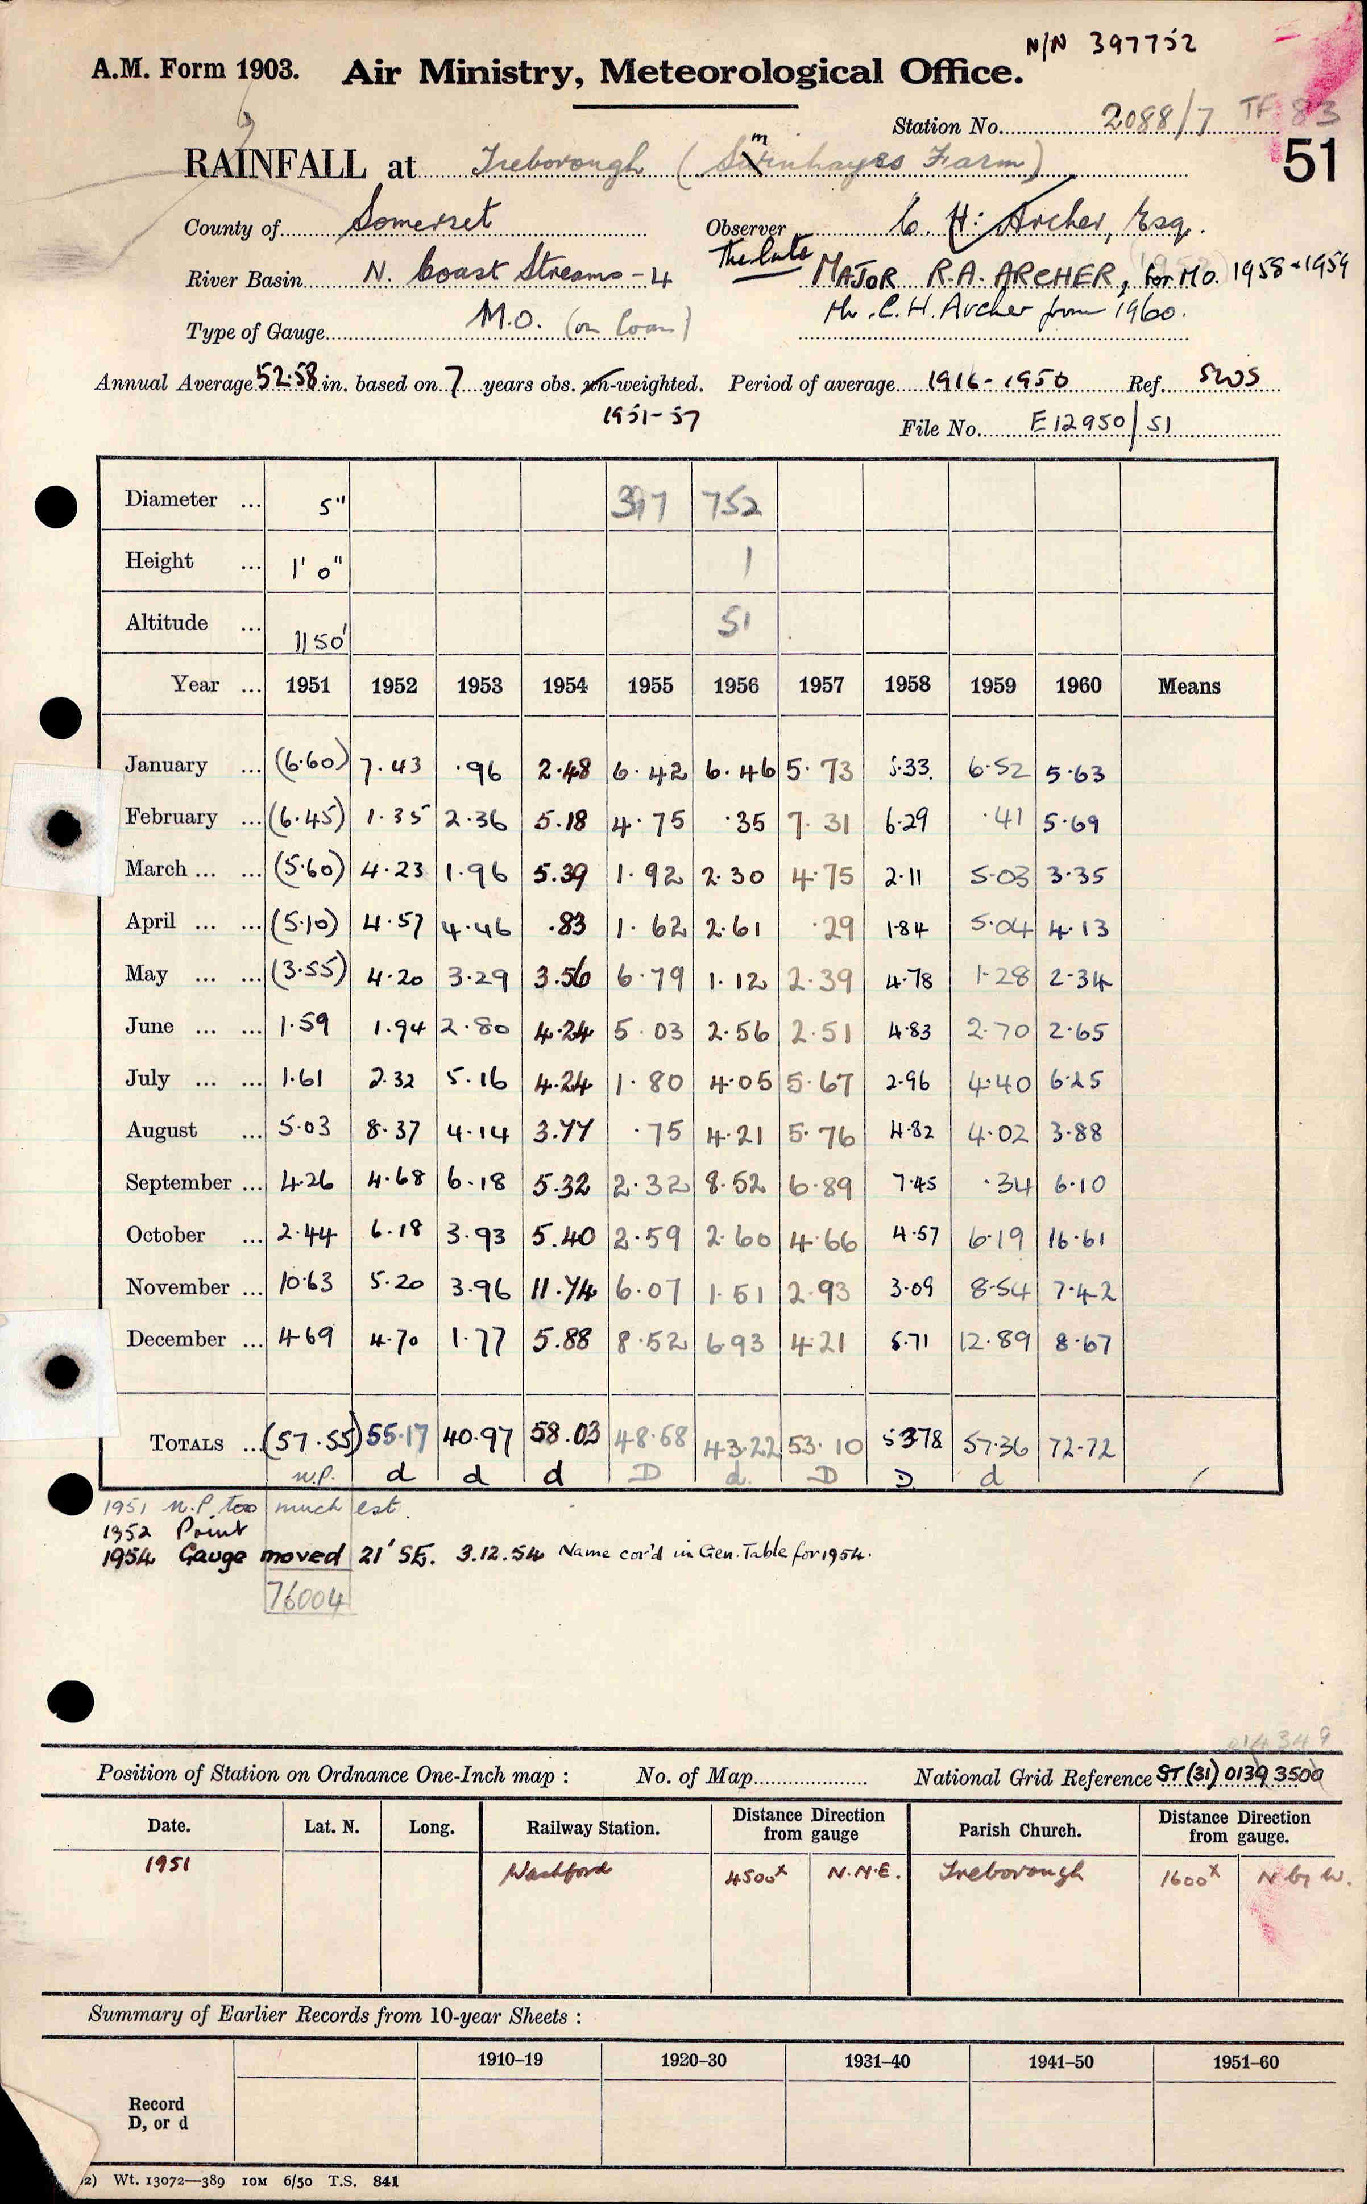 N/N 397752
A.M. Form 1903. Air Ministry, Meteorological Office.
Station No. 2088/7 TF 83
51
RAINFALL at Treborough (Sminhayes Farm)
County of Somerset Observer C. H. Archer, Esq.
River Basin N. Coast Streams - 4 The late MAJOR R.A. ARCHER, for MO. 1958 + 1959
Type of Gauge M.O. (on loan) Mr. C. H. Archer from 1960.
Annual Average 52.58 in. based on 7 years obs. un-weighted. Period of average 1916-1950 Ref. SWS
1951-57
File No. E12950/51
Diameter ... 5" 397 752
Height ... 1' 0" 1
Altitude ... 1150' 51
Year ... 1951 1952 1953 1954 1955 1956 1957 1958 1959 1960 Means
January ... (6.60) 7.43 .96 2.48 6.42 6.46 5.73 5.33 6.52 5.63
February ... (6.45) 1.35 2.36 5.18 4.75 .35 7.31 6.29 .41 5.69
March ... ... (5.60) 4.23 1.96 5.39 1.92 2.30 4.75 2.11 5.03 3.35
April ... ... (5.10) 4.57 4.46 .83 1.62 2.61 .29 1.84 5.04 4.13
May ... ... (3.55) 4.20 3.29 3.56 6.79 1.12 2.39 4.78 1.28 2.34
June ... ... 1.59 1.94 2.80 4.24 5.03 2.56 2.51 4.83 2.70 2.65
July ... ... 1.61 2.32 5.16 4.24 1.80 4.05 5.67 2.96 4.40 6.25
August ... 5.03 8.37 4.14 3.77 .75 4.21 5.76 4.82 4.02 3.88
September ... 4.26 4.68 6.18 5.32 2.32 8.52 6.89 7.45 .34 6.10
October ... 2.44 6.18 3.93 5.40 2.59 2.60 4.66 4.57 6.19 16.61
November ... 10.63 5.20 3.96 11.74 6.07 1.51 2.93 3.09 8.54 7.42
December ... 4.69 4.70 1.77 5.88 8.52 6.93 4.21 5.71 12.89 8.67
TOTALS ... (57.55) 55.17 40.97 58.03 48.68 43.22 53.10 53.78 57.36 72.72
n.P. d d d D d. D D d
1951 n.P. too much est.
1952 Point
1954 Gauge moved 21' SE. 3.12.54 Name cor'd in Gen. Table for 1954.
76004
014349
Position of Station on Ordnance One-Inch map : No. of Map National Grid Reference ST (31) 0139 3500
Date. Lat. N. Long. Railway Station. Distance Direction from gauge Parish Church. Distance Direction from gauge.
1951 Washford 4500x N.N.E. Treborough 1600x N by W.
Summary of Earlier Records from 10-year Sheets :
1910–19 1920–30 1931–40 1941–50 1951–60
Record
D, or d
2) Wt. 13072—389 10M 6/50 T.S. 841